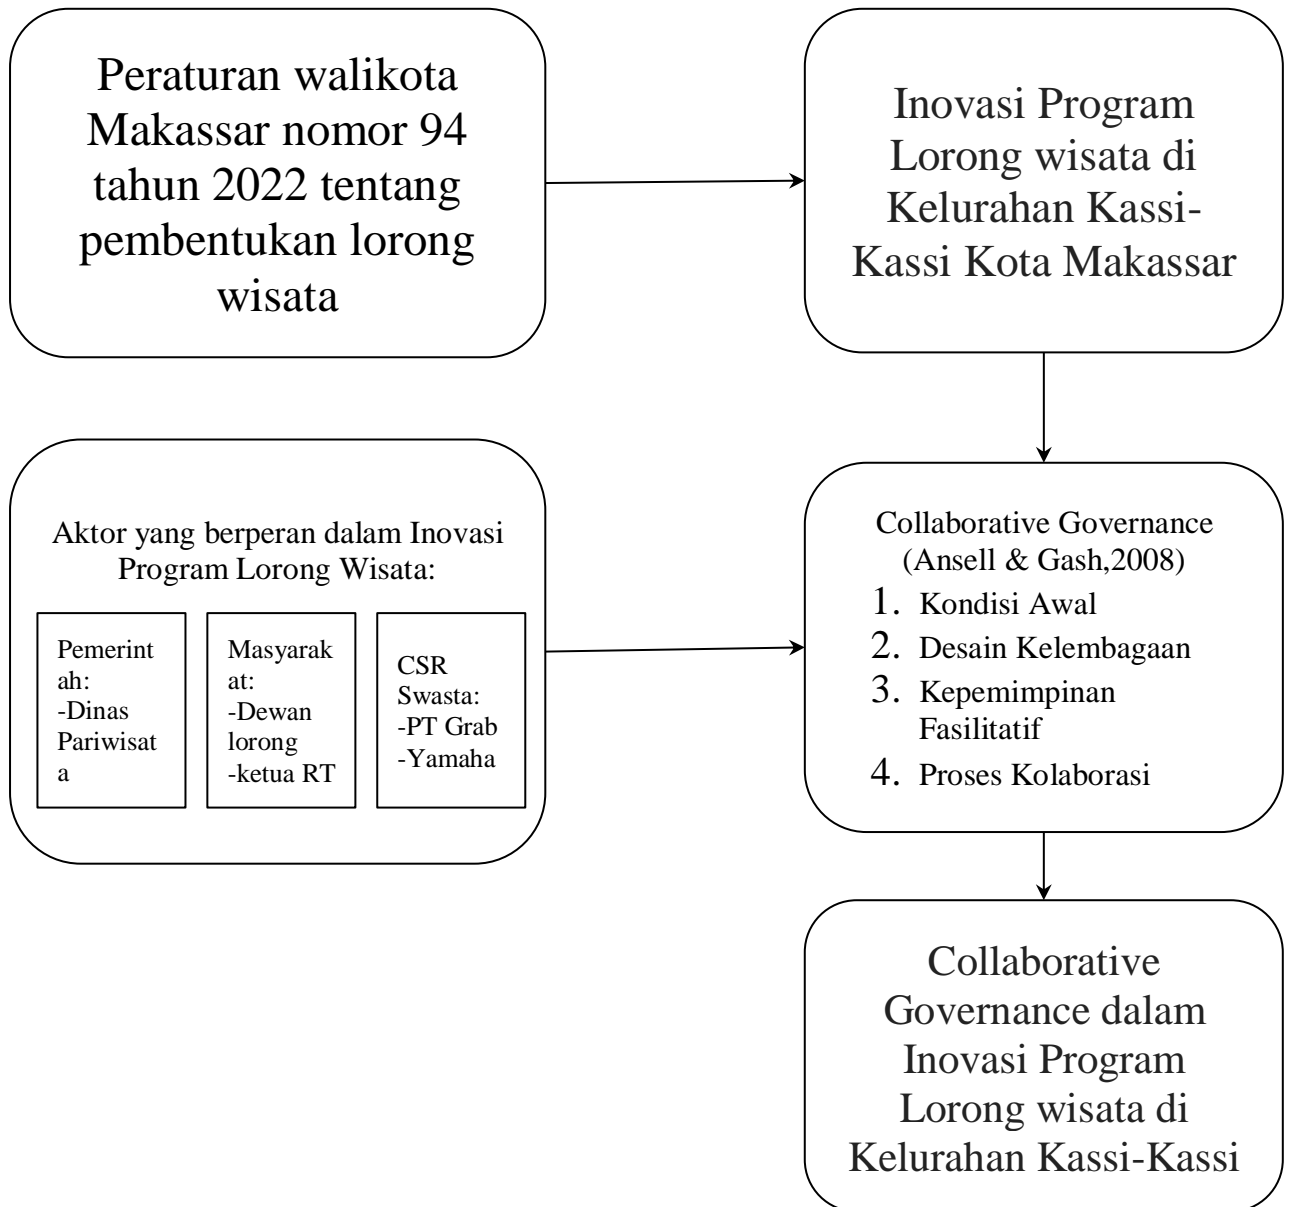 Peraturan walikota
Makassar nomor 94
tahun 2022 tentang
pembentukan lorong
wisata
Inovasi Program
Lorong wisata di
Kelurahan Kassi-
Kassi Kota Makassar
Aktor yang berperan dalam Inovasi
Program Lorong Wisata:
Pemerint
ah:
-Dinas
Pariwisat
a
Masyarak
at:
-Dewan
lorong
-ketua RT
CSR
Swasta:
-PT Grab
-Yamaha
Collaborative Governance
(Ansell & Gash,2008)
1. Kondisi Awal
2. Desain Kelembagaan
3. Kepemimpinan
Fasilitatif
4. Proses Kolaborasi
Collaborative
Governance dalam
Inovasi Program
Lorong wisata di
Kelurahan Kassi-Kassi